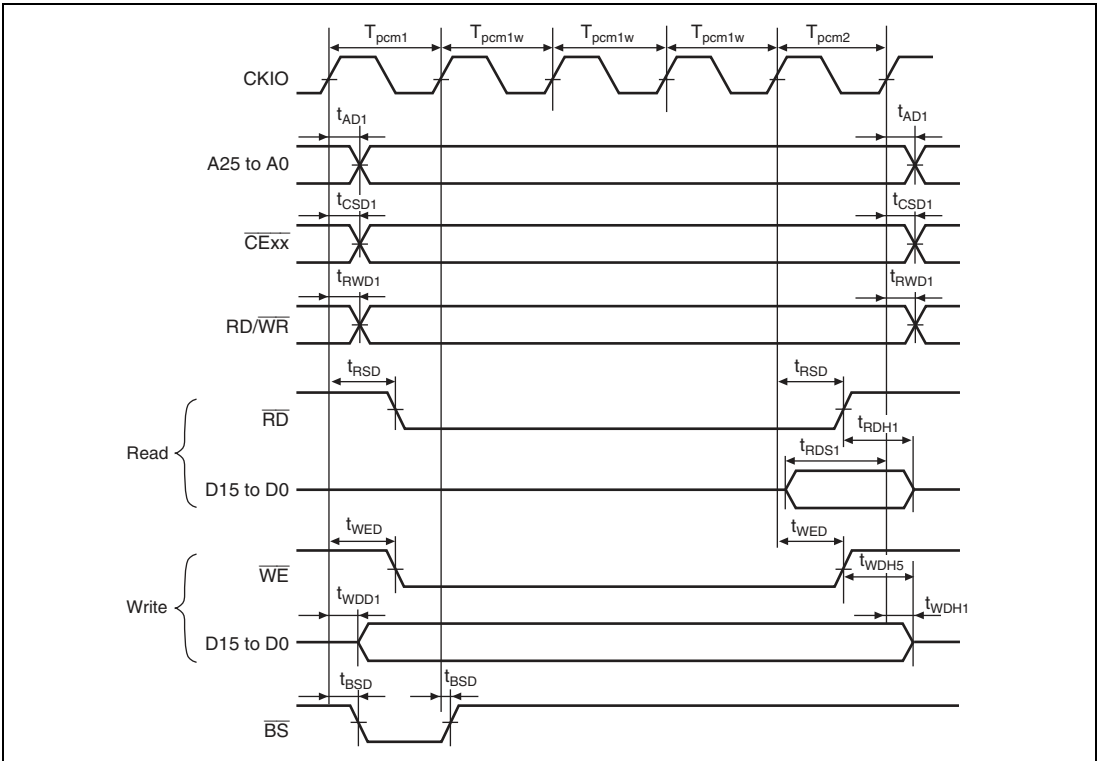 Tpcm1 Tpcm1w Tpcm1w Tpcm1w Tpcm2
CKIO
tAD1 tAD1
A25 to A0
tCSD1 tCSD1
CExx
tRWD1 tRWD1
RD/WR
tRSD tRSD
RD
tRDH1
Read
tRDS1
D15 to D0
tWED tWED
WE
tWDH5
Write
tWDD1 tWDH1
D15 to D0
tBSD tBSD
BS